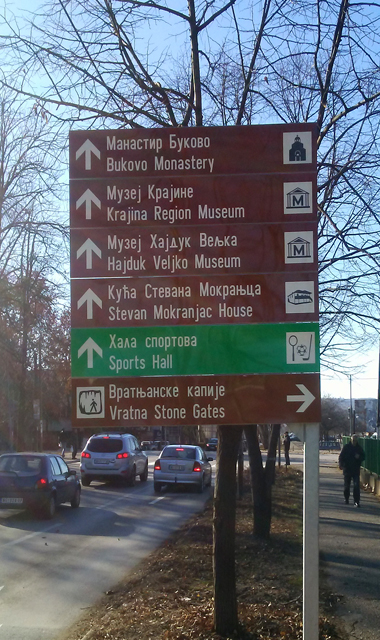 Манастир Буково
Bukovo Monastery
Музеј Крајине
Krajina Region Museum
M
Музеј Хајдук Вељка
Hajduk Veljko Museum
M
Кућа Стевана Мокрањца
Stevan Mokranjac House
Хала спортова
Sports Hall
Вратњанске капије
Vratna Stone Gates